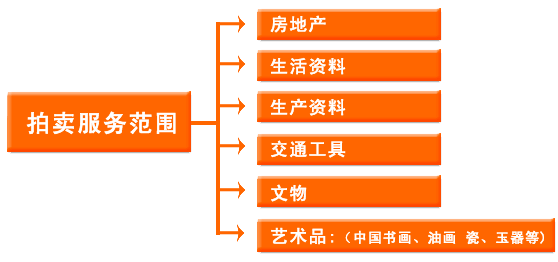 拍卖服务范围
房地产
生活资料
生产资料
交通工具
文物
艺术品：（中国书画、油画 瓷、玉器等）